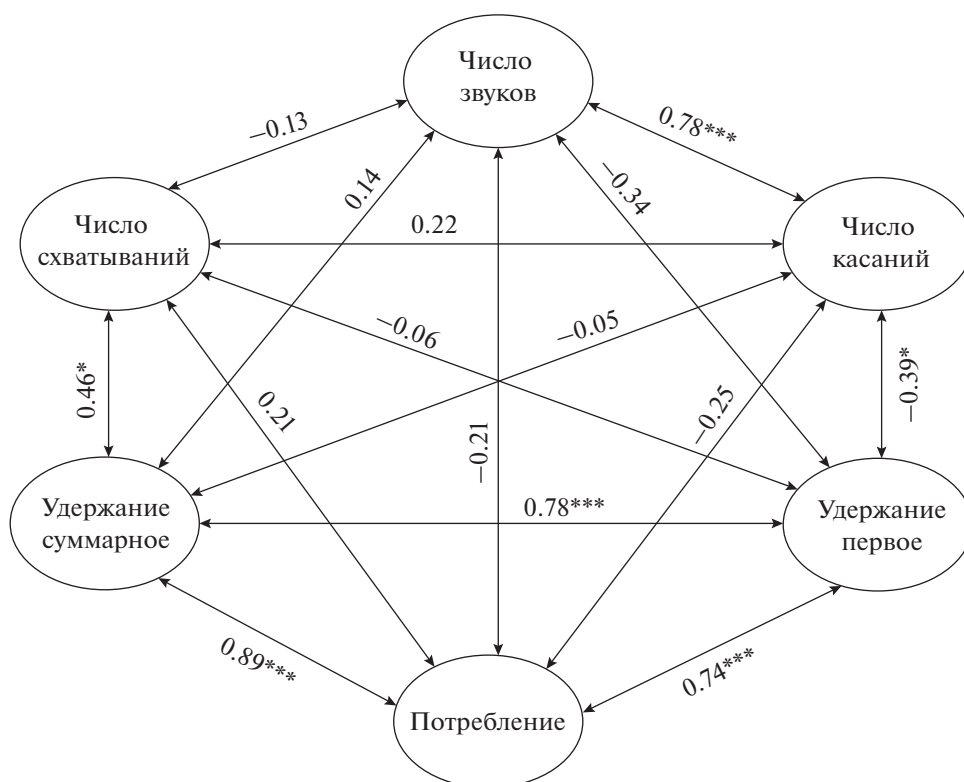 Число
звуков
−0.13
0.78***
0.14
−0.34
Число
схватываний
0.22
Число
касаний
−0.06
−0.05
0.46*
0.21
−0.21
−0.25
−0.39*
Удержание
суммарное
0.78***
Удержание
первое
0.89***
0.74***
Потребление